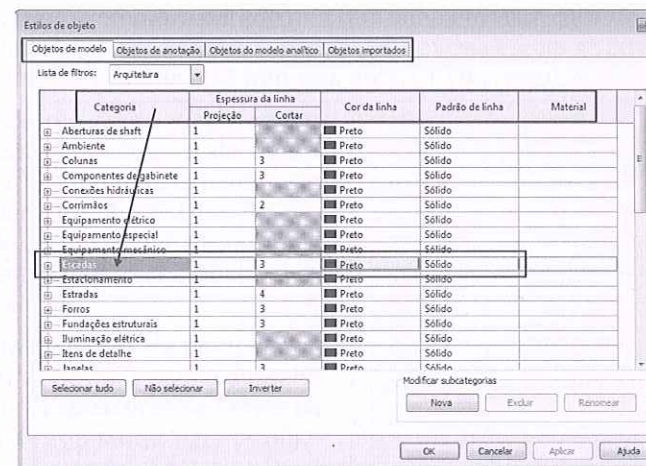 Estilos de objeto
Objetos de modelo Objetos de anotação Objetos do modelo analítico Objetos importados
Lista de filtros: Arquitetura
Categoria Espessura da linha Cor da linha Padrão de linha Material
Projeção Cortar
Aberturas de shaft 1 Preto Sólido
Ambiente 1 Preto Sólido
Colunas 1 3 Preto Sólido
Componentes de gabinete 1 3 Preto Sólido
Conexões hidráulicas 1 Preto Sólido
Corrimãos 1 2 Preto Sólido
Equipamento elétrico 1 Preto Sólido
Equipamento especial 1 Preto Sólido
Equipamento mecânico 1 Preto Sólido
Escadas 1 3 Preto Sólido
Estacionamento 1 Preto Sólido
Estradas 1 4 Preto Sólido
Forros 1 3 Preto Sólido
Fundações estruturais 1 3 Preto Sólido
Iluminação elétrica 1 Preto Sólido
Itens de detalhe 1 Preto Sólido
Janelas 1 3 Preto Sólido
Selecionar tudo Não selecionar Inverter
Modificar subcategorias
Nova Excluir Renomear
OK Cancelar Aplicar Ajuda